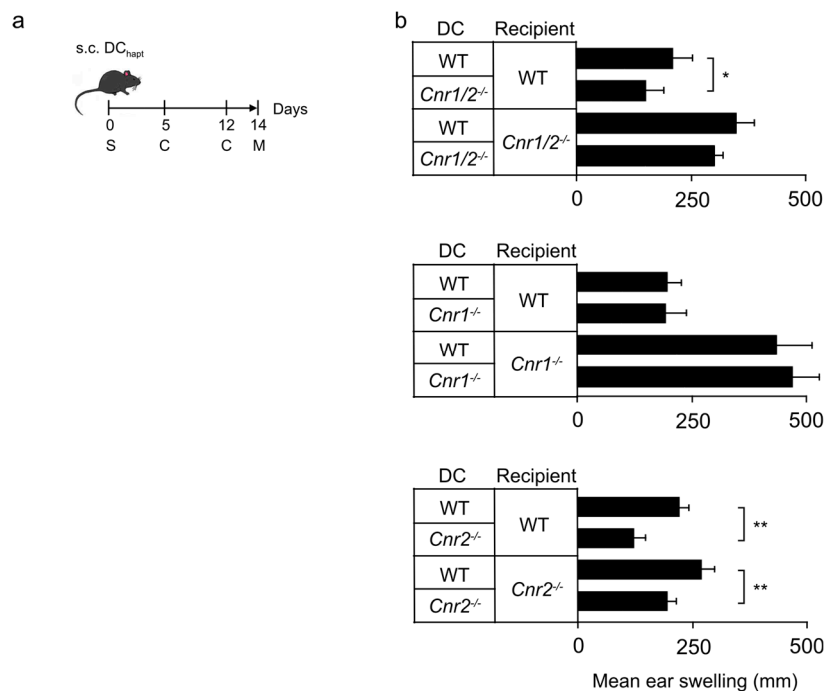 a
s.c. DChapt
0 5 12 14 Days
S C C M
b
DC Recipient
WT
WT
Cnr1/2-/-
WT
Cnr1/2-/-
Cnr1/2-/-
*
0 250 500
DC Recipient
WT
WT
Cnr1-/-
WT
Cnr1-/-
Cnr1-/-
0 250 500
DC Recipient
WT
WT
Cnr2-/-
**
WT
Cnr2-/-
Cnr2-/-
**
0 250 500
Mean ear swelling (mm)